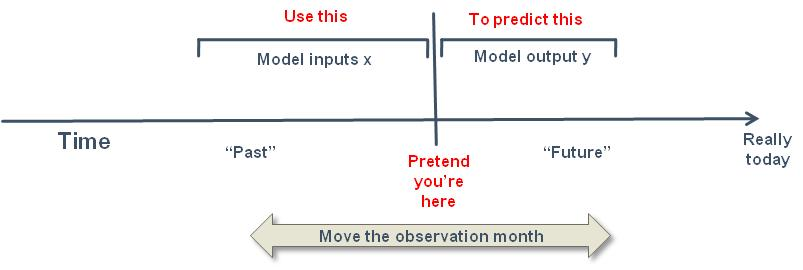 Use this
To predict this
Model inputs x
Model output y
Time
“Past”
“Future”
Really
today
Pretend
you’re
here
Move the observation month